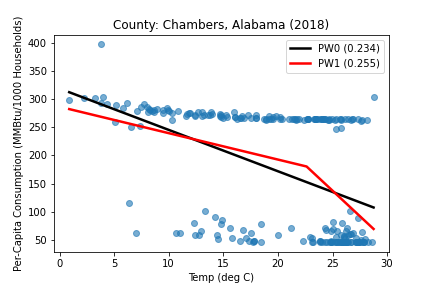 County: Chambers, Alabama (2018)
PW0 (0.234)
PW1 (0.255)
Per-Capita Consumption (MMBtu/1000 Households)
400
350
300
250
200
150
100
50
0 5 10 15 20 25 30
Temp (deg C)